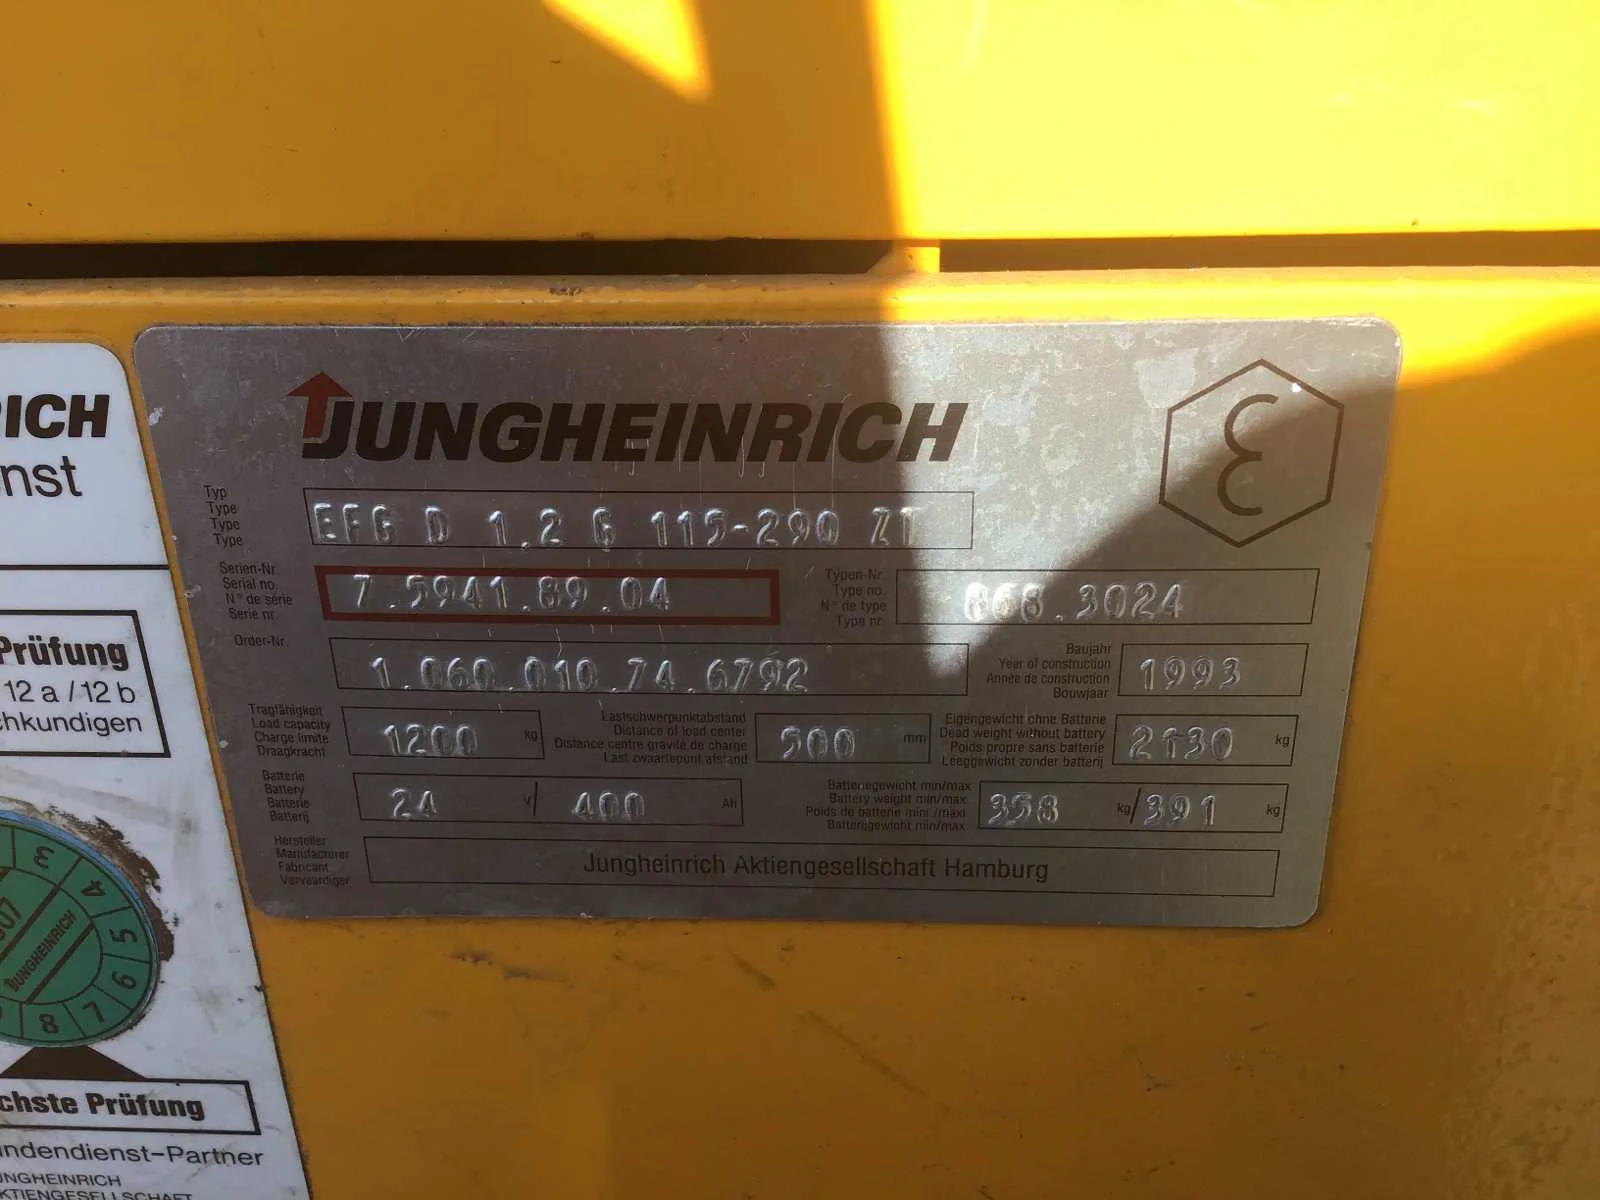 JUNGHEINRICH
Typ
Type
Type
Type
EFG D 1.2 G 115-290 ZT
Serien-Nr.
Serial no.
N° de série
Serie nr.
7.5941.89.04
Typen-Nr.
Type no.
N° de type
Type nr.
868.3024
Order-Nr.
1.060.010.74.6792
Baujahr
Year of construction
Année de construction
Bouwjaar
1993
Tragfähigkeit
Load capacity
Charge limite
Draagkracht
1200 kg
Lastschwerpunktabstand
Distance of load center
Distance centre gravité de charge
Last zwaartepunt afstand
500 mm
Eigengewicht ohne Batterie
Dead weight without battery
Poids propre sans batterie
Leeggewicht zonder batterij
2130 kg
Batterie
Battery
Batterie
Batterij
24 V/ 400 Ah
Batteriegewicht min/max
Battery weight min/max
Poids de batterie mini./maxi
Batterijgewicht min/max
358 kg/391 kg
Hersteller
Manufacturer
Fabricant
Vervaardiger
Jungheinrich Aktiengesellschaft Hamburg
RICH
nst
Prüfung
12 a / 12 b
chkundigen
3
4
5
6
7
8
07
JUNGHEINRICH
chste Prüfung
ndendienst-Partner
JUNGHEINRICH
AKTIENGESELLSCHAFT